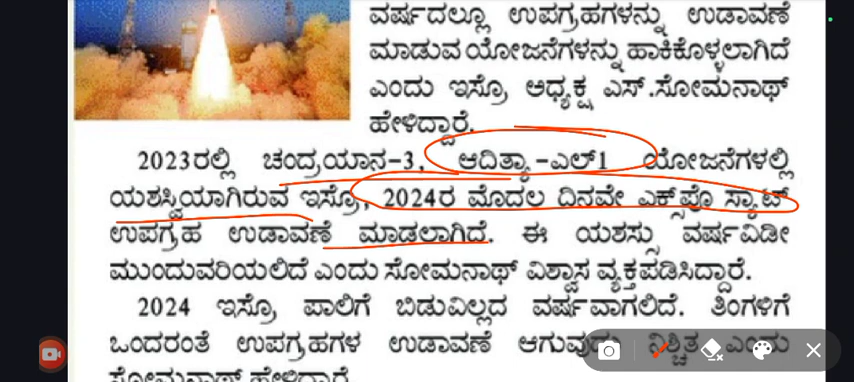 ವರ್ಷದಲ್ಲೂ ಉಪಗ್ರಹಗಳನ್ನು ಉಡಾವಣೆ
ಮಾಡುವ ಯೋಜನೆಗಳನ್ನು ಹಾಕಿಕೊಳ್ಳಲಾಗಿದೆ
ಎಂದು ಇಸ್ರೊ ಅಧ್ಯಕ್ಷ ಎಸ್.ಸೋಮನಾಥ್
ಹೇಳಿದ್ದಾರೆ.
2023ರಲ್ಲಿ ಚಂದ್ರಯಾನ-3, ಆದಿತ್ಯಾ-ಎಲ್1 ಯೋಜನೆಗಳಲ್ಲಿ
ಯಶಸ್ವಿಯಾಗಿರುವ ಇಸ್ರೊ, 2024ರ ಮೊದಲ ದಿನವೇ ಎಕ್ಸ್‌ಪೊ ಸ್ಯಾಟ್
ಉಪಗ್ರಹ ಉಡಾವಣೆ ಮಾಡಲಾಗಿದೆ. ಈ ಯಶಸ್ಸು ವರ್ಷವಿಡೀ
ಮುಂದುವರಿಯಲಿದೆ ಎಂದು ಸೋಮನಾಥ್ ವಿಶ್ವಾಸ ವ್ಯಕ್ತಪಡಿಸಿದ್ದಾರೆ.
2024 ಇಸ್ರೊ ಪಾಲಿಗೆ ಬಿಡುವಿಲ್ಲದ ವರ್ಷವಾಗಲಿದೆ. ತಿಂಗಳಿಗೆ
ಒಂದರಂತೆ ಉಪಗ್ರಹಗಳ ಉಡಾವಣೆ ಆಗುವುದು ನಿಶ್ಚಿತ ಎಂದು
ಸೋಮನಾಥ್ ಹೇಳಿದ್ದಾರೆ.